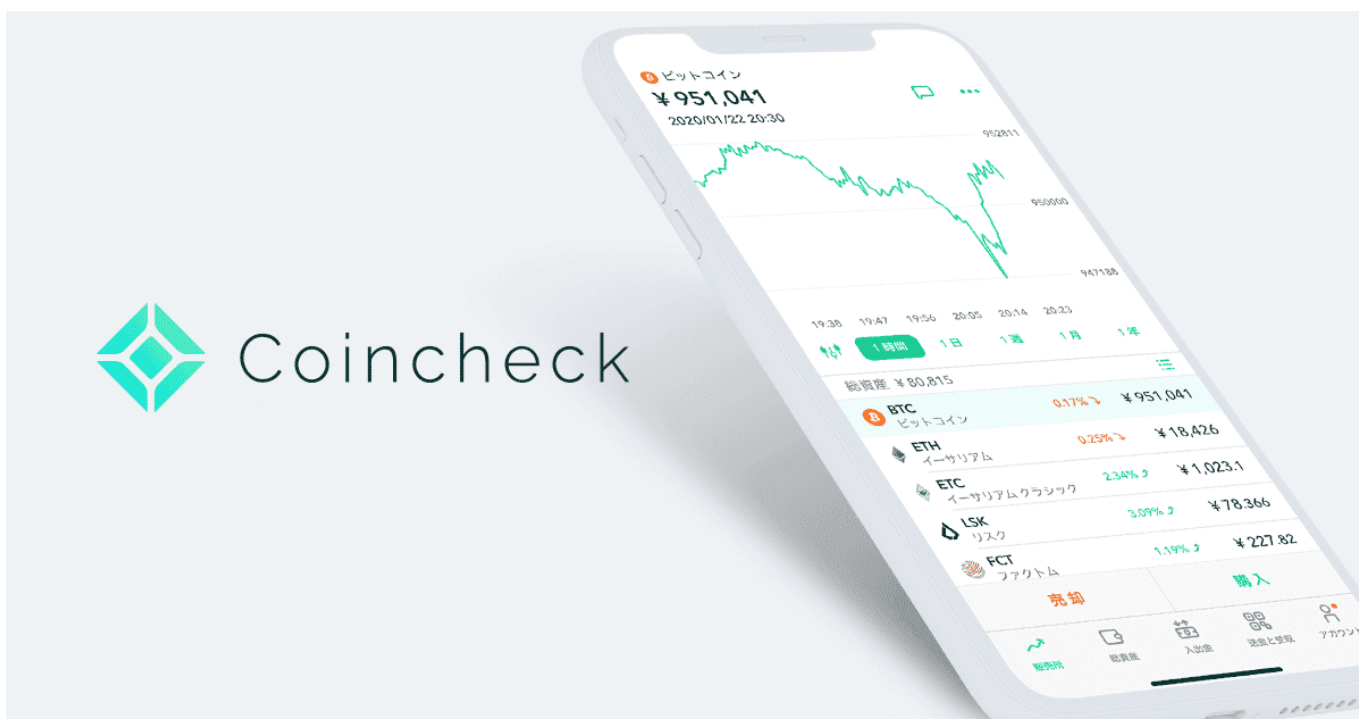 Coincheck
ビットコイン
¥951,041
2020/01/22 20:30
952811
950000
947188
19:38 19:47 19:56 20:05 20:14 20:23
1時間 1日 1週 1月 1年
総資産 ¥80,815
BTC 0.17% ¥951,041
ビットコイン
ETH 0.25% ¥18,426
イーサリアム
ETC 2.34% ¥1,023.1
イーサリアムクラシック
LSK 3.09% ¥78.366
リスク
FCT 1.19% ¥227.82
ファクトム
売却 購入
販売所 総資産 入出金 送金と受取 アカウント